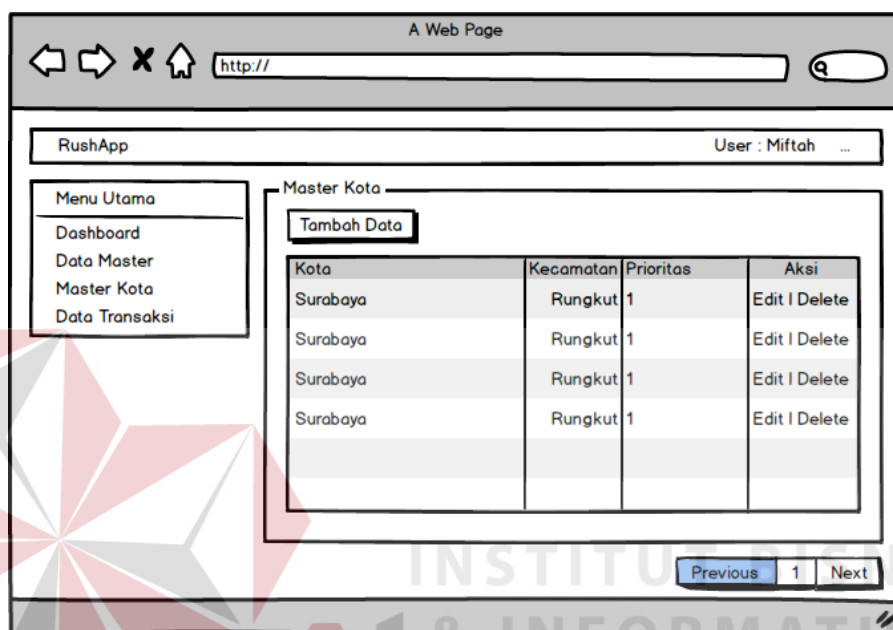 A Web Page
http://
RushApp
User : Miftah ...
Menu Utama
Dashboard
Data Master
Master Kota
Data Transaksi
Master Kota
Tambah Data
Kota Kecamatan Prioritas Aksi
Surabaya Rungkut 1 Edit | Delete
Surabaya Rungkut 1 Edit | Delete
Surabaya Rungkut 1 Edit | Delete
Surabaya Rungkut 1 Edit | Delete
INSTITUT BISN
Previous 1 Next
& INFORMATI